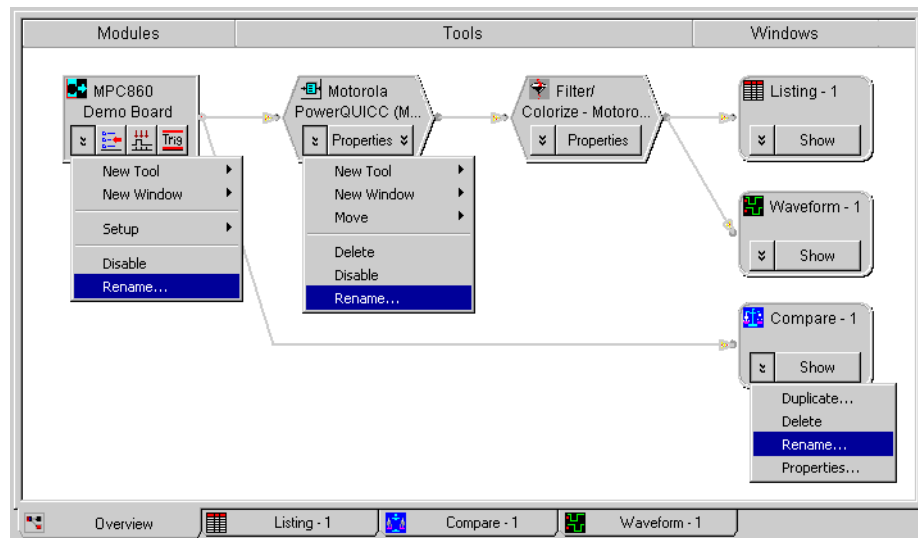 Modules Tools Windows
MPC860
Demo Board
Trig
Motorola
PowerQUICC (M...
Properties
Filter/
Colorize - Motoro...
Properties
Listing - 1
Show
Waveform - 1
Show
Compare - 1
Show
New Tool
New Window
Setup
Disable
Rename...
New Tool
New Window
Move
Delete
Disable
Rename...
Duplicate...
Delete
Rename...
Properties...
Overview Listing - 1 Compare - 1 Waveform - 1